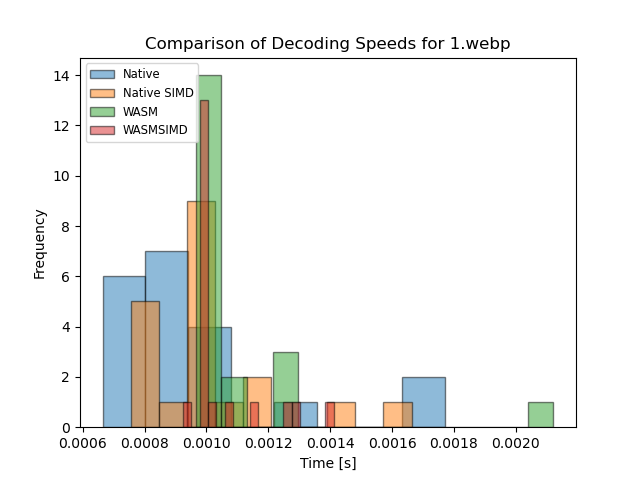 Comparison of Decoding Speeds for 1.webp
Native
Native SIMD
WASM
WASMSIMD
14
12
10
8
6
4
2
0
Frequency
0.0006 0.0008 0.0010 0.0012 0.0014 0.0016 0.0018 0.0020
Time [s]